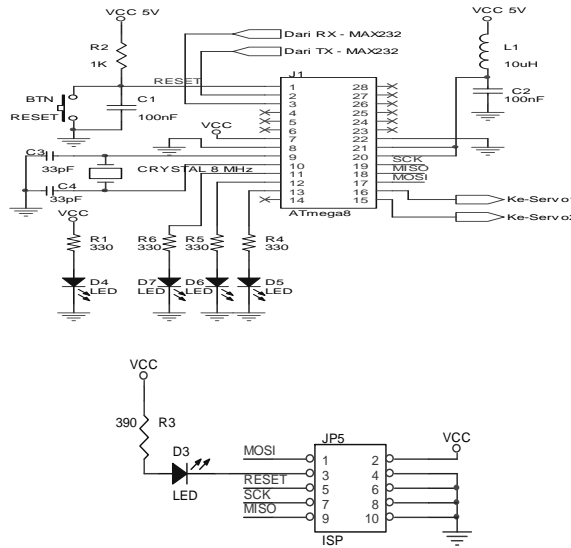 VCC 5V
R2
1K
RESET
BTN
RESET
C1
100nF
Dari RX - MAX232
Dari TX - MAX232
VCC 5V
L1
10uH
C2
100nF
J1
1 28
2 27
3 26
4 25
5 24
6 23
7 22
8 21
9 20
10 19
11 18
12 17
13 16
14 15
ATmega8
VCC
SCK
MISO
MOSI
Ke-Servo
Ke-Servo
C3
33pF
CRYSTAL 8 MHz
C4
33pF
VCC
R1
330
R6
330
R5
330
R4
330
D4
LED
D7
LED
D6
LED
D5
LED
VCC
390 R3
D3
LED
JP5
MOSI 1 2
3 4
RESET 5 6
SCK 7 8
MISO 9 10
ISP
VCC